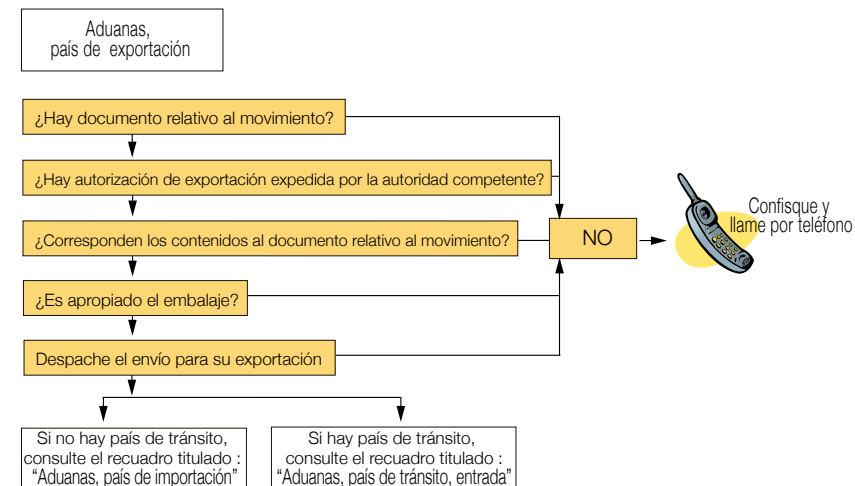 Aduanas,
país de exportación
¿Hay documento relativo al movimiento?
¿Hay autorización de exportación expedida por la autoridad competente?
¿Corresponden los contenidos al documento relativo al movimiento?
NO
Confisque y
llame por teléfono
¿Es apropiado el embalaje?
Despache el envío para su exportación
Si no hay país de tránsito,
consulte el recuadro titulado :
“Aduanas, país de importación”
Si hay país de tránsito,
consulte el recuadro titulado :
“Aduanas, país de tránsito, entrada”